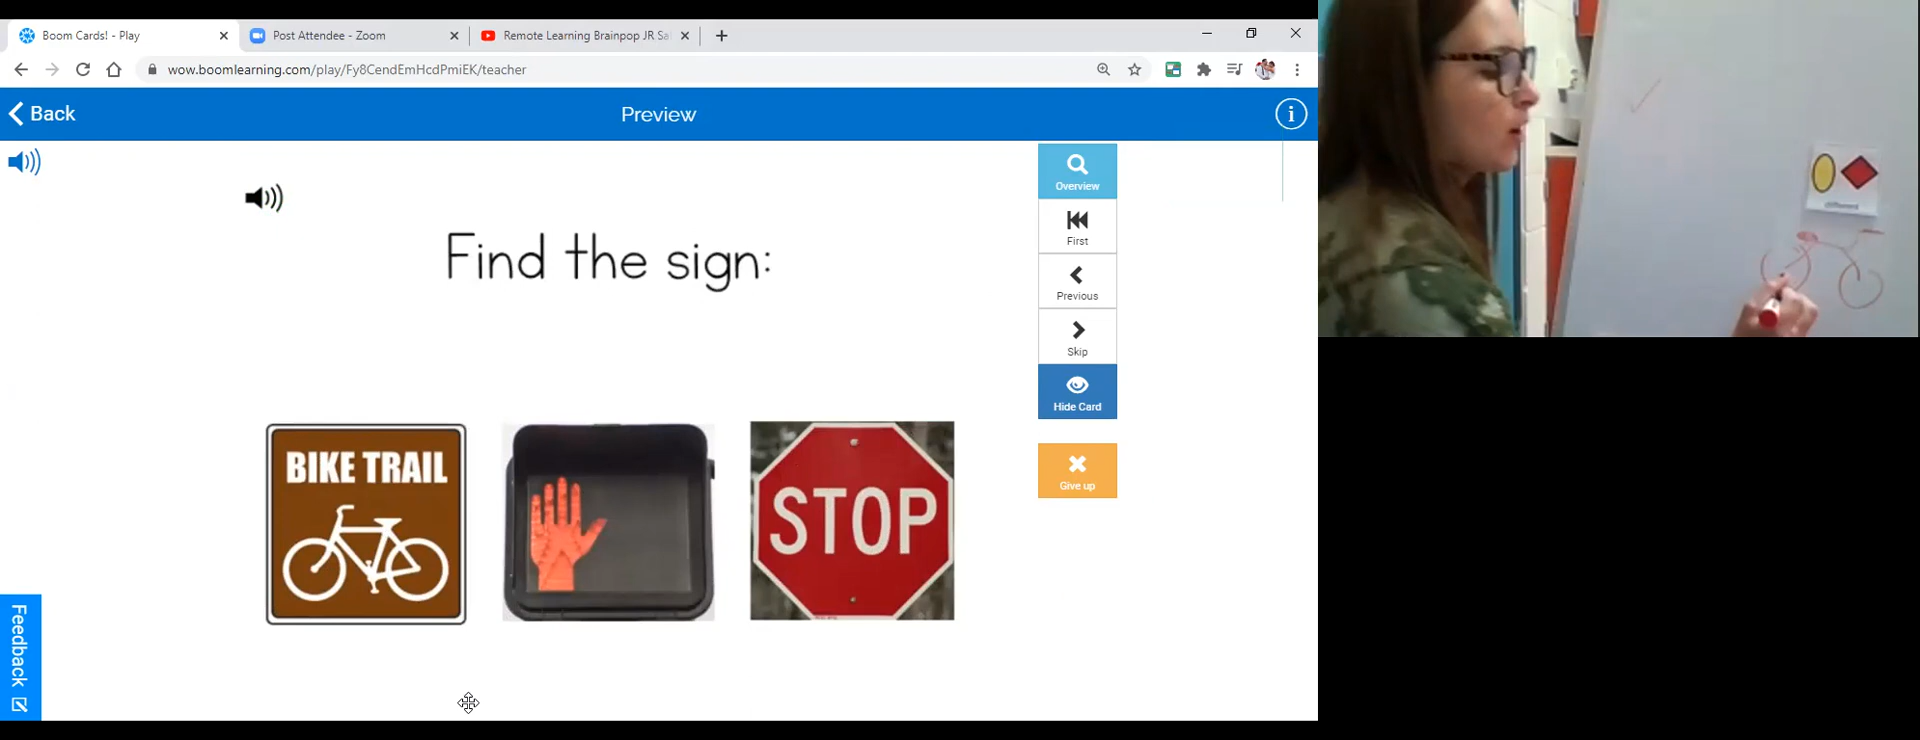 Boom Cards! - Play
Post Attendee - Zoom
Remote Learning Brainpop JR Sa
wow.boomlearning.com/play/Fy8CendEmHcdPmiEK/teacher
Back
Preview
Find the sign:
BIKE TRAIL
STOP
Overview
First
Previous
Skip
Hide Card
Give up
Feedback
different